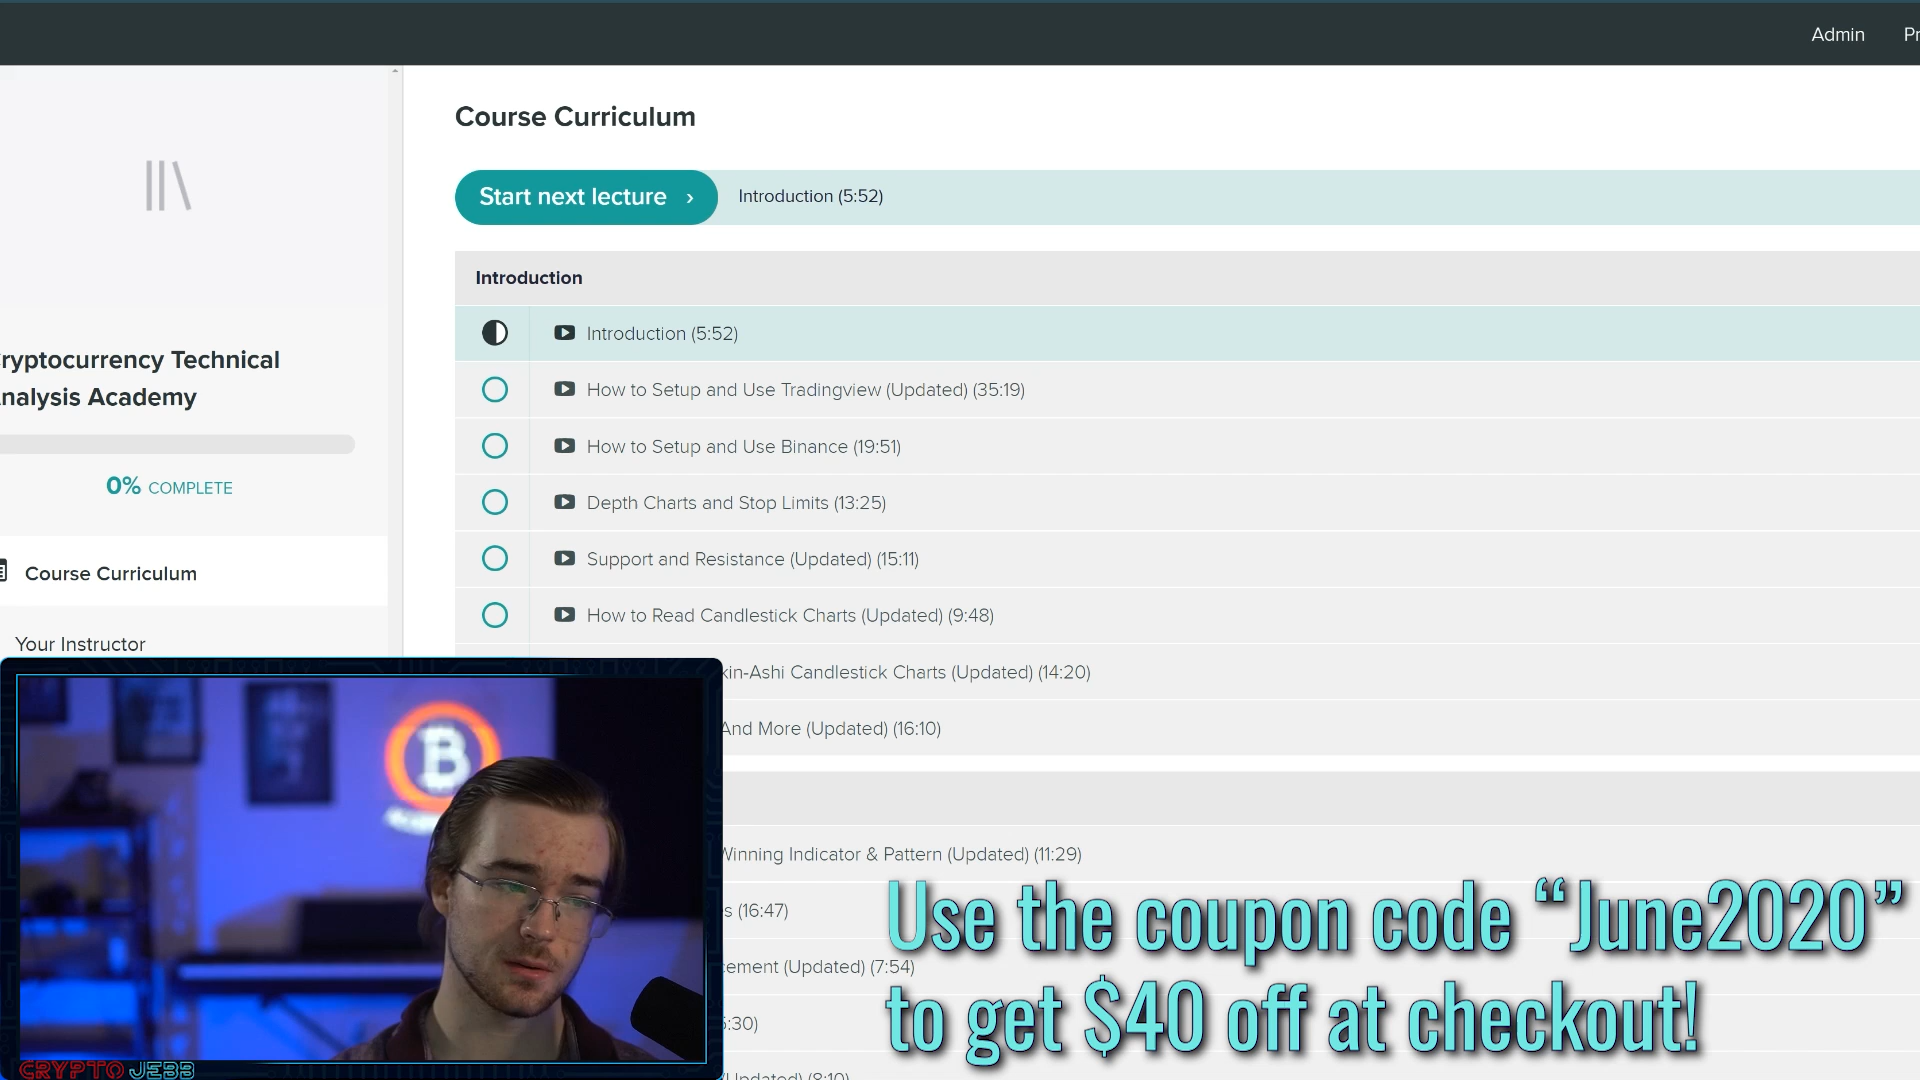 Admin
Course Curriculum
Start next lecture › Introduction (5:52)
Introduction
Introduction (5:52)
How to Setup and Use Tradingview (Updated) (35:19)
How to Setup and Use Binance (19:51)
Depth Charts and Stop Limits (13:25)
Support and Resistance (Updated) (15:11)
How to Read Candlestick Charts (Updated) (9:48)
kin-Ashi Candlestick Charts (Updated) (14:20)
And More (Updated) (16:10)
Winning Indicator & Pattern (Updated) (11:29)
s (16:47)
cement (Updated) (7:54)
:30)
(Updated) (8:10)
ryptocurrency Technical
nalysis Academy
0% COMPLETE
Course Curriculum
Your Instructor
Use the coupon code “June2020”
to get $40 off at checkout!
CRYPTO JEBB